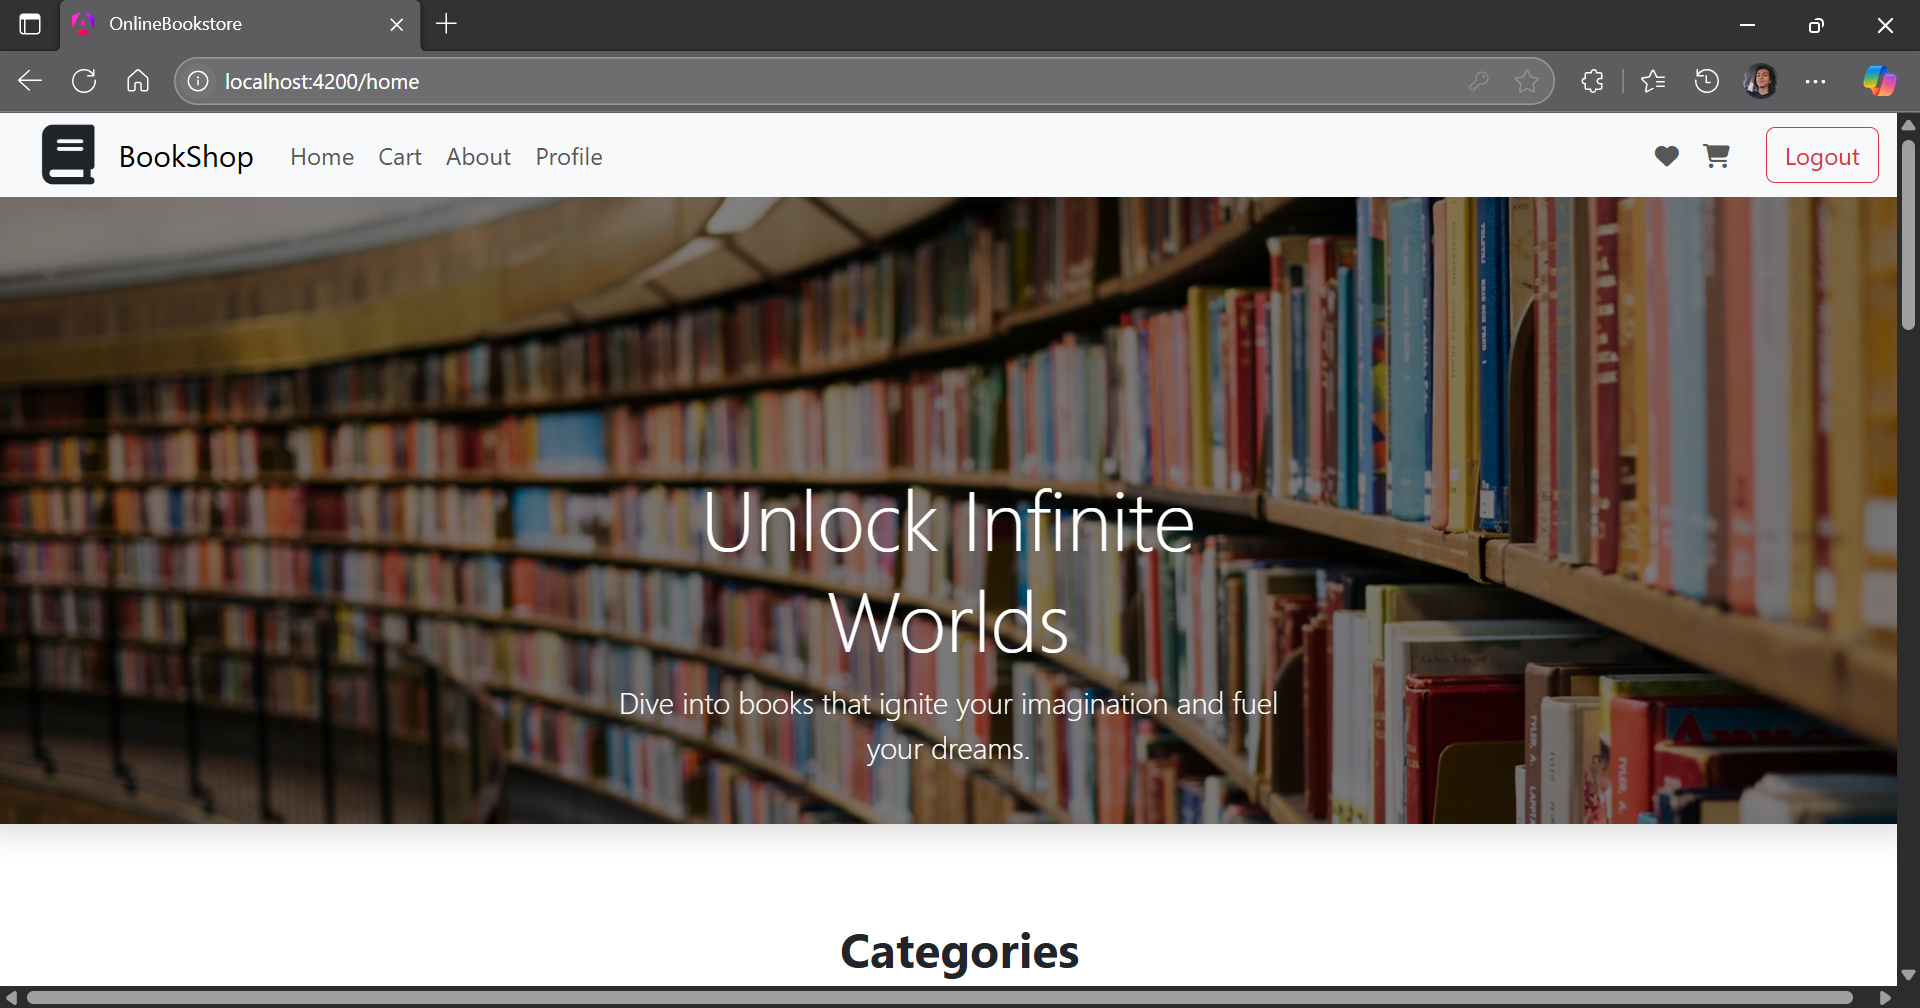 OnlineBookstore
localhost:4200/home
BookShop
Home
Cart
About
Profile
Logout
Unlock Infinite
Worlds
Dive into books that ignite your imagination and fuel
your dreams.
Categories